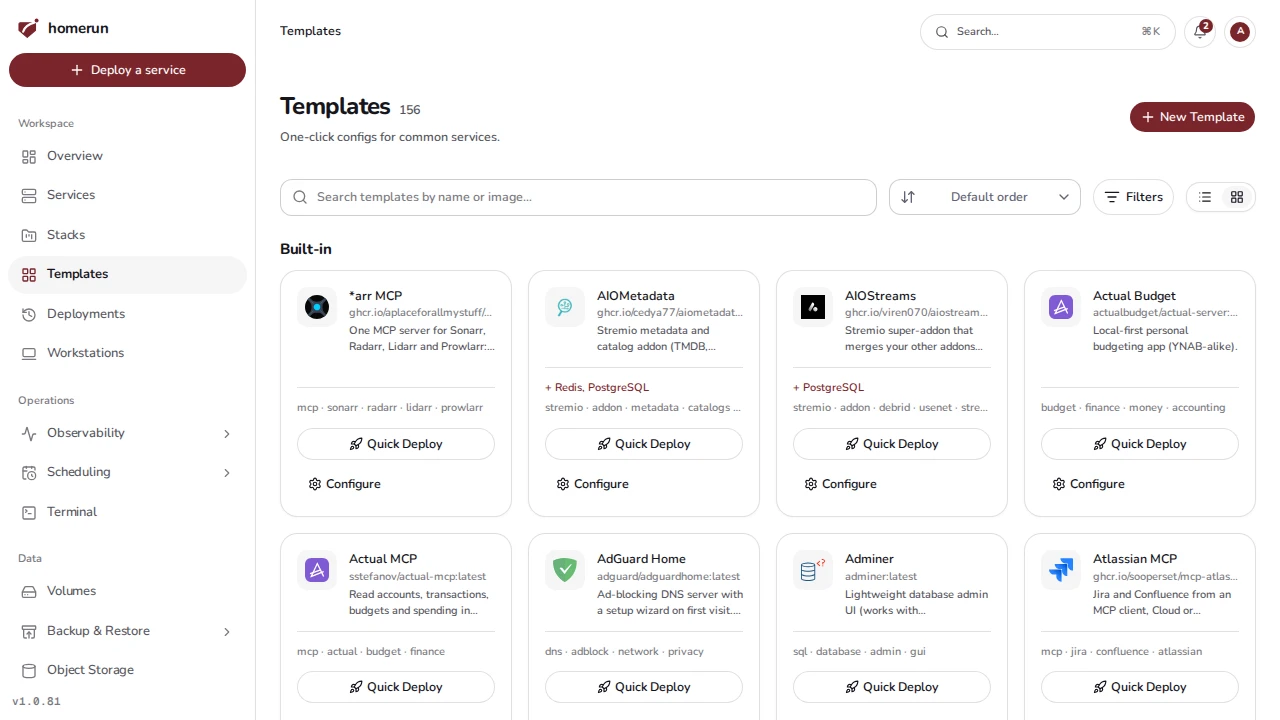 homerun
Deploy a service
Workspace
Overview
Services
Stacks
Templates
Deployments
Workstations
Operations
Observability
Scheduling
Terminal
Data
Volumes
Backup & Restore
Object Storage
v1.0.81
Templates
Search...
⌘K
2
A
Templates 156
One-click configs for common services.
New Template
Search templates by name or image...
Default order
Filters
Built-in
*arr MCP
ghcr.io/aplaceforallmystuff/...
One MCP server for Sonarr,
Radarr, Lidarr and Prowlarr:...
mcp · sonarr · radarr · lidarr · prowlarr
Quick Deploy
Configure
AIOMetadata
ghcr.io/cedya77/aiometadat...
Stremio metadata and
catalog addon (TMDB,...
+ Redis, PostgreSQL
stremio · addon · metadata · catalogs ...
Quick Deploy
Configure
AIOStreams
ghcr.io/viren070/aiostream...
Stremio super-addon that
merges your other addons...
+ PostgreSQL
stremio · addon · debrid · usenet · stre...
Quick Deploy
Configure
Actual Budget
actualbudget/actual-server:...
Local-first personal
budgeting app (YNAB-alike).
budget · finance · money · accounting
Quick Deploy
Configure
Actual MCP
sstefanov/actual-mcp:latest
Read accounts, transactions,
budgets and spending in...
mcp · actual · budget · finance
Quick Deploy
AdGuard Home
adguard/adguardhome:latest
Ad-blocking DNS server with
a setup wizard on first visit....
dns · adblock · network · privacy
Quick Deploy
Adminer
adminer:latest
Lightweight database admin
UI (works with...
sql · database · admin · gui
Quick Deploy
Atlassian MCP
ghcr.io/sooperset/mcp-atlas...
Jira and Confluence from an
MCP client, Cloud or...
mcp · jira · confluence · atlassian
Quick Deploy